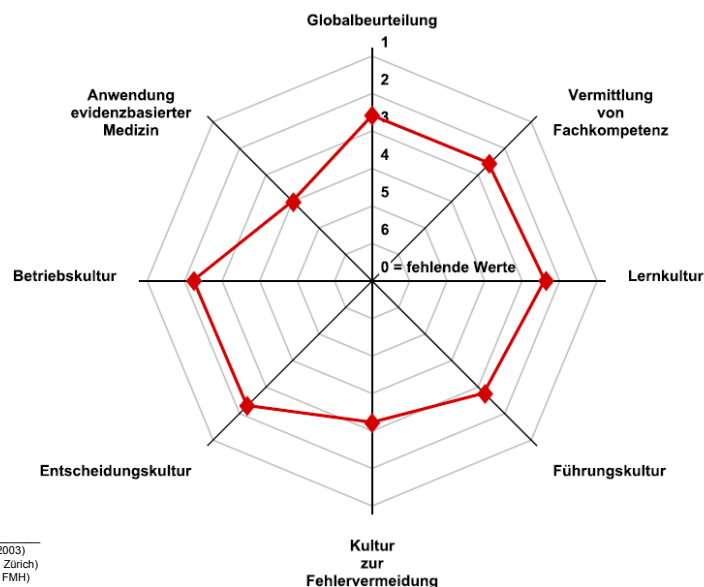 Globalbeurteilung
1
2
3
4
5
6
0 = fehlende Werte
Vermittlung
von
Fachkompetenz
Lernkultur
Führungskultur
Kultur
zur
Fehlervermeidung
Entscheidungskultur
Betriebskultur
Anwendung
evidenzbasierter
Medizin
2003)
Zürich)
FMH)